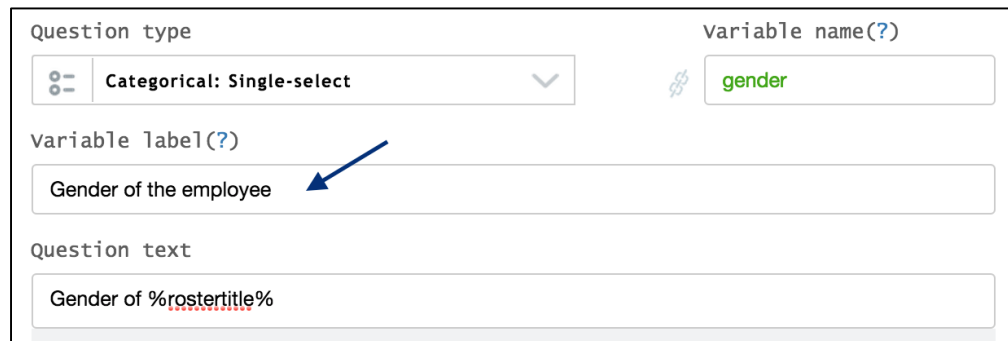 Question type
Variable name(?)
Categorical: Single-select
gender
Variable label(?)
Gender of the employee
Question text
Gender of %rostertitle%